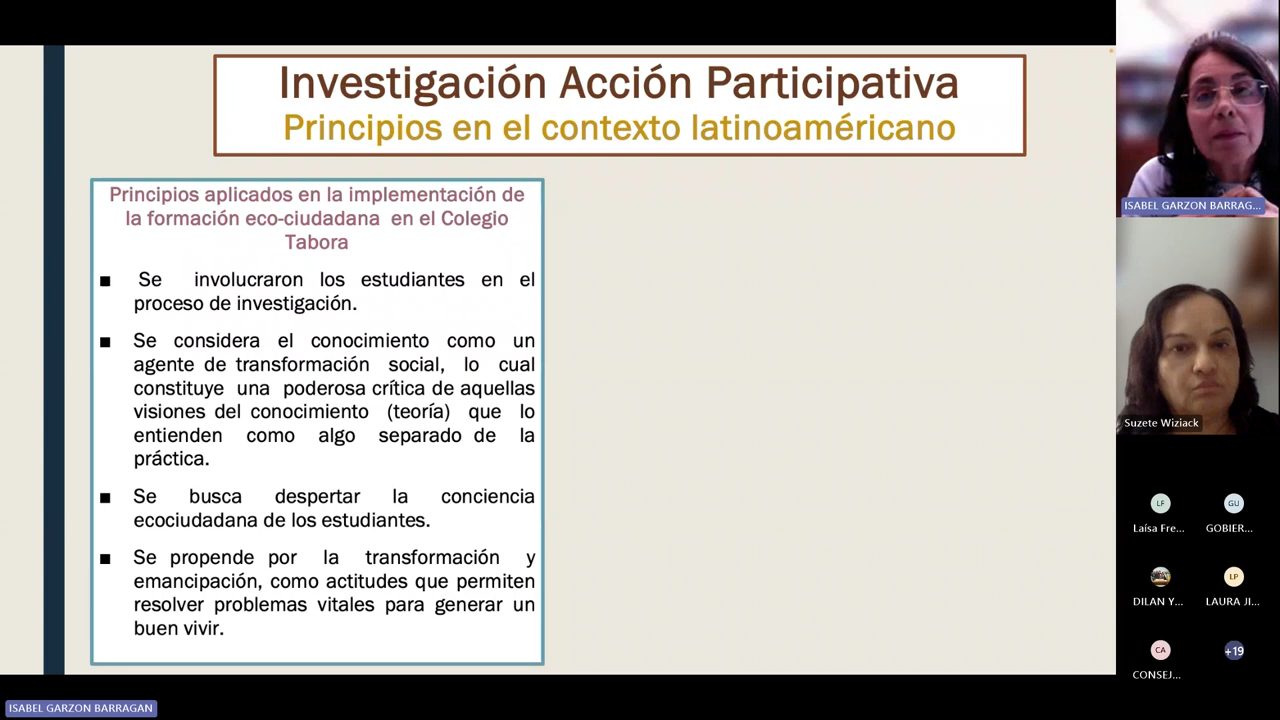 Investigación Acción Participativa
Principios en el contexto latinoaméricano
Principios aplicados en la implementación de
la formación eco-ciudadana en el Colegio
Tabora
■ Se involucraron los estudiantes en el
proceso de investigación.
■ Se considera el conocimiento como un
agente de transformación social, lo cual
constituye una poderosa crítica de aquellas
visiones del conocimiento (teoría) que lo
entienden como algo separado de la
práctica.
■ Se busca despertar la conciencia
ecociudadana de los estudiantes.
■ Se propende por la transformación y
emancipación, como actitudes que permiten
resolver problemas vitales para generar un
buen vivir.
ISABEL GARZON BARRAG...
Suzete Wiziack
LF
GU
Laísa Fre...
GOBIER...
LP
DILAN Y...
LAURA JI...
CA
+19
CONSEJ...
ISABEL GARZON BARRAGAN